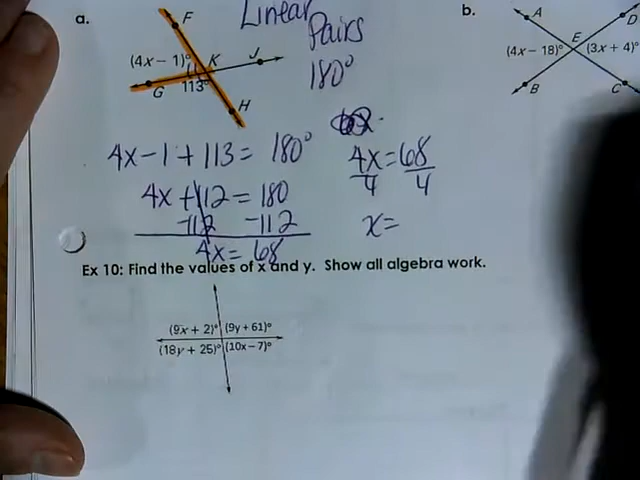 a.
Linear
Pairs
180°
F
(4x − 1)°
K
J
G
113°
H
b.
A
D
E
(4x − 18)°
(3x + 4)°
B
C
4x − 1 + 113 = 180°
4x + 112 = 180
−112 −112
4x = 68
4x = 68
4 4
x =
Ex 10: Find the values of x and y. Show all algebra work.
(9x + 2)° (9y + 61)°
(18y + 25)° (10x − 7)°